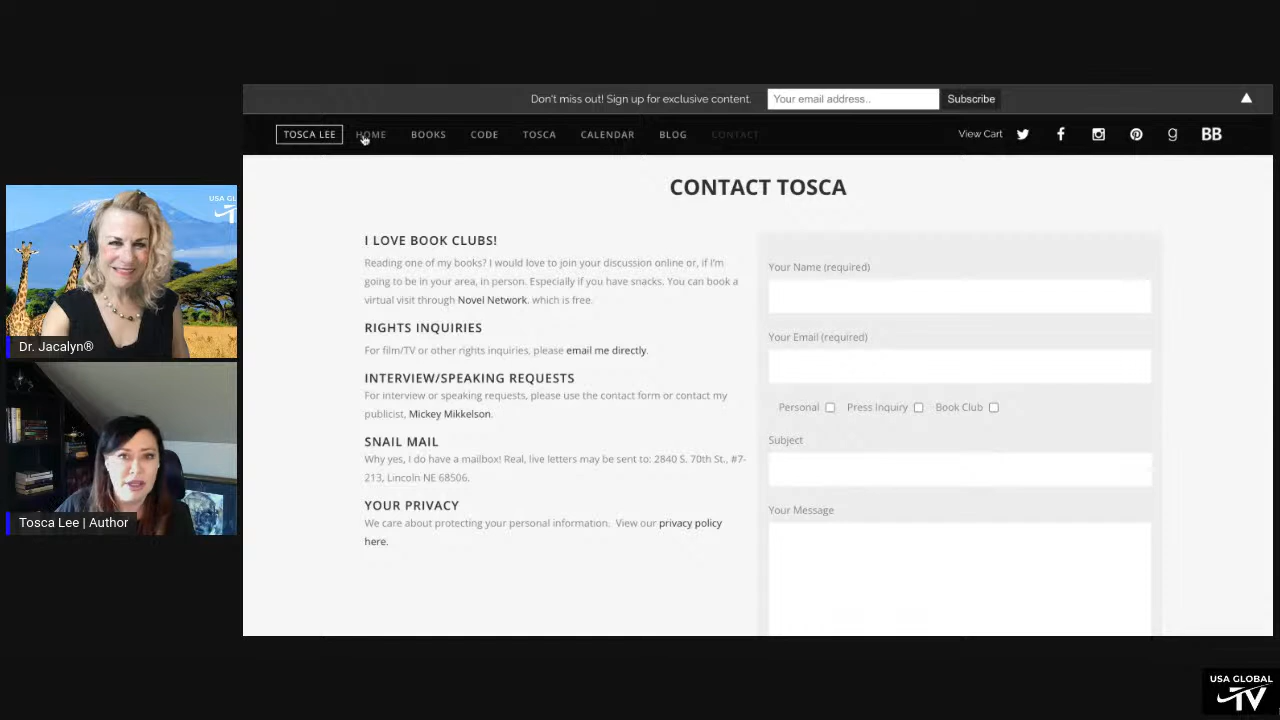 Don't miss out! Sign up for exclusive content.
Your email address..
Subscribe
TOSCA LEE
HOME
BOOKS
CODE
TOSCA
CALENDAR
BLOG
CONTACT
View Cart
g
BB
CONTACT TOSCA
I LOVE BOOK CLUBS!
Reading one of my books? I would love to join your discussion online or, if I'm
going to be in your area, in person. Especially if you have snacks. You can book a
virtual visit through Novel Network. which is free.
RIGHTS INQUIRIES
For film/TV or other rights inquiries, please email me directly.
INTERVIEW/SPEAKING REQUESTS
For interview or speaking requests, please use the contact form or contact my
publicist, Mickey Mikkelson.
SNAIL MAIL
Why yes, I do have a mailbox! Real, live letters may be sent to: 2840 S. 70th St., #7-
213, Lincoln NE 68506.
YOUR PRIVACY
We care about protecting your personal information. View our privacy policy
here.
Your Name (required)
Your Email (required)
Personal
Press Inquiry
Book Club
Subject
Your Message
USA GL
Dr. Jacalyn®
Tosca Lee | Author
USA GLOBAL
TV